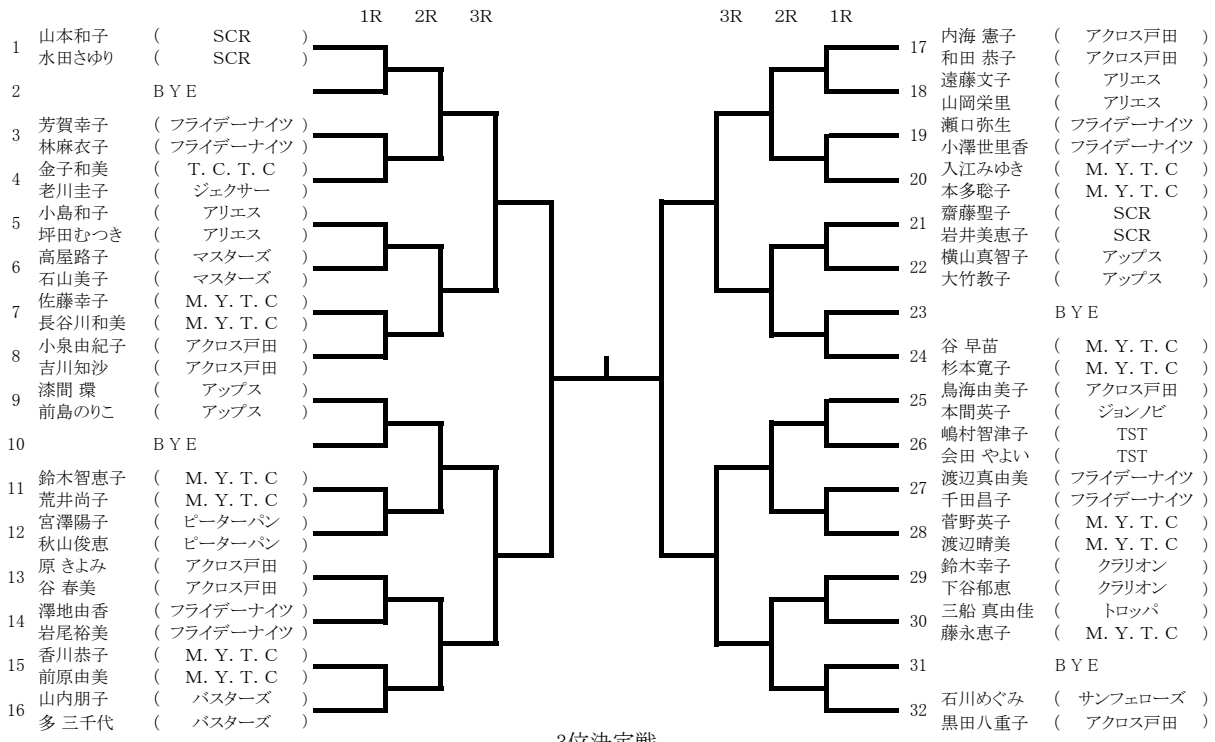 1R 2R 3R
3R 2R 1R
1 山本和子 ( SCR )
水田さゆり ( SCR )
2 BYE
3 芳賀幸子 ( フライデーナイツ )
林麻衣子 ( フライデーナイツ )
4 金子和美 ( T. C. T. C )
老川圭子 ( ジェクサー )
5 小島和子 ( アリエス )
坪田むつき ( アリエス )
6 高屋路子 ( マスターズ )
石山美子 ( マスターズ )
7 佐藤幸子 ( M. Y. T. C )
長谷川和美 ( M. Y. T. C )
8 小泉由紀子 ( アクロス戸田 )
吉川知沙 ( アクロス戸田 )
9 漆間 環 ( アップス )
前島のりこ ( アップス )
10 BYE
11 鈴木智恵子 ( M. Y. T. C )
荒井尚子 ( M. Y. T. C )
12 宮澤陽子 ( ピーターパン )
秋山俊恵 ( ピーターパン )
13 原 きよみ ( アクロス戸田 )
谷 春美 ( アクロス戸田 )
14 澤地由香 ( フライデーナイツ )
岩尾裕美 ( フライデーナイツ )
15 香川恭子 ( M. Y. T. C )
前原由美 ( M. Y. T. C )
16 山内朋子 ( バスターズ )
多 三千代 ( バスターズ )
17 内海 憲子 ( アクロス戸田 )
和田 恭子 ( アクロス戸田 )
18 遠藤文子 ( アリエス )
山岡栄里 ( アリエス )
19 瀬口弥生 ( フライデーナイツ )
小澤世里香 ( フライデーナイツ )
20 入江みゆき ( M. Y. T. C )
本多聡子 ( M. Y. T. C )
21 齋藤聖子 ( SCR )
岩井美恵子 ( SCR )
22 横山真智子 ( アップス )
大竹教子 ( アップス )
23 BYE
24 谷 早苗 ( M. Y. T. C )
杉本寛子 ( M. Y. T. C )
25 鳥海由美子 ( アクロス戸田 )
本間英子 ( ジョンノビ )
26 嶋村智津子 ( TST )
会田 やよい ( TST )
27 渡辺真由美 ( フライデーナイツ )
千田昌子 ( フライデーナイツ )
28 菅野英子 ( M. Y. T. C )
渡辺晴美 ( M. Y. T. C )
29 鈴木幸子 ( クラリオン )
下谷郁恵 ( クラリオン )
30 三船 真由佳 ( トロッパ )
藤永恵子 ( M. Y. T. C )
31 BYE
32 石川めぐみ ( サンフェローズ )
黒田八重子 ( アクロス戸田 )
3位決定戦